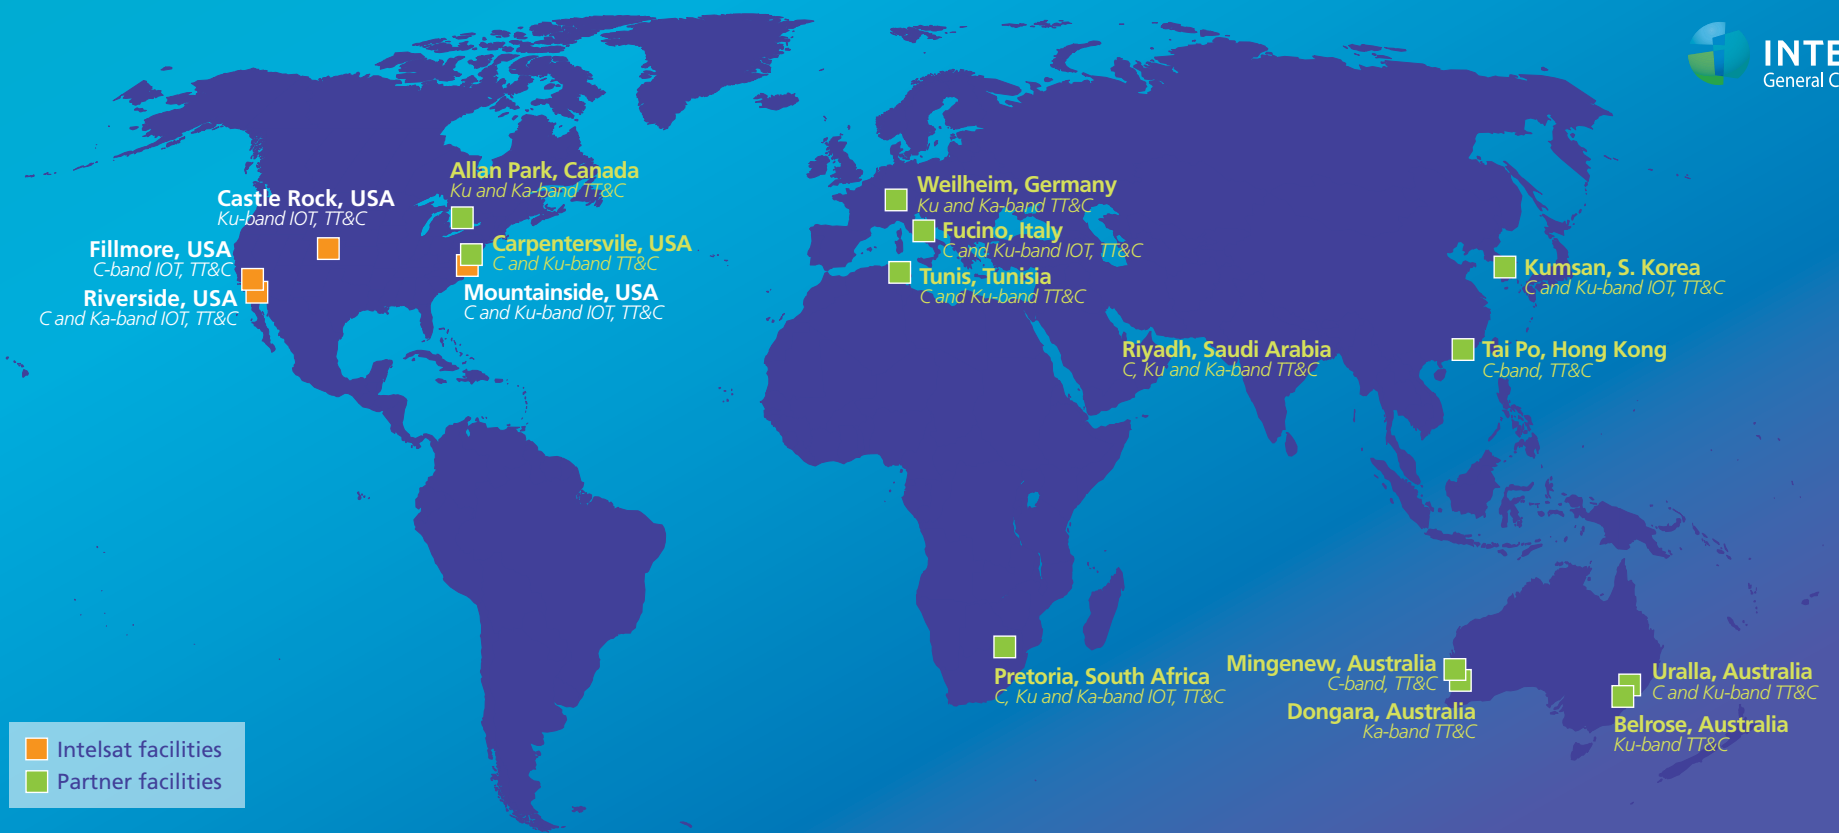 INTE
General C
Allan Park, Canada
Ku and Ka-band TT&C
Castle Rock, USA
Ku-band IOT, TT&C
Fillmore, USA
C-band IOT, TT&C
Riverside, USA
C and Ka-band IOT, TT&C
Carpentersvile, USA
C and Ku-band TT&C
Mountainside, USA
C and Ku-band IOT, TT&C
Weilheim, Germany
Ku and Ka-band TT&C
Fucino, Italy
C and Ku-band IOT, TT&C
Tunis, Tunisia
C and Ku-band TT&C
Riyadh, Saudi Arabia
C, Ku and Ka-band TT&C
Kumsan, S. Korea
C and Ku-band IOT, TT&C
Tai Po, Hong Kong
C-band, TT&C
Pretoria, South Africa
C, Ku and Ka-band IOT, TT&C
Mingenew, Australia
C-band, TT&C
Dongara, Australia
Ka-band TT&C
Uralla, Australia
C and Ku-band TT&C
Belrose, Australia
Ku-band TT&C
Intelsat facilities
Partner facilities